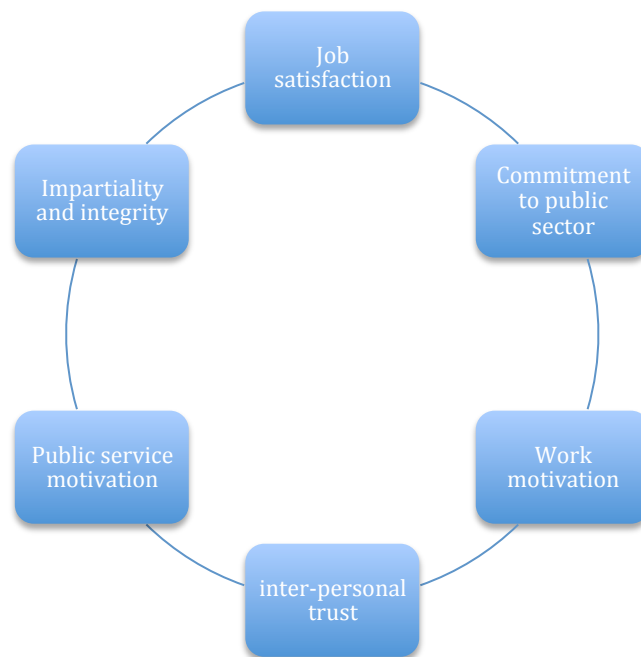 Job
satisfaction
Commitment
to public
sector
Work
motivation
inter-personal
trust
Public service
motivation
Impartiality
and integrity